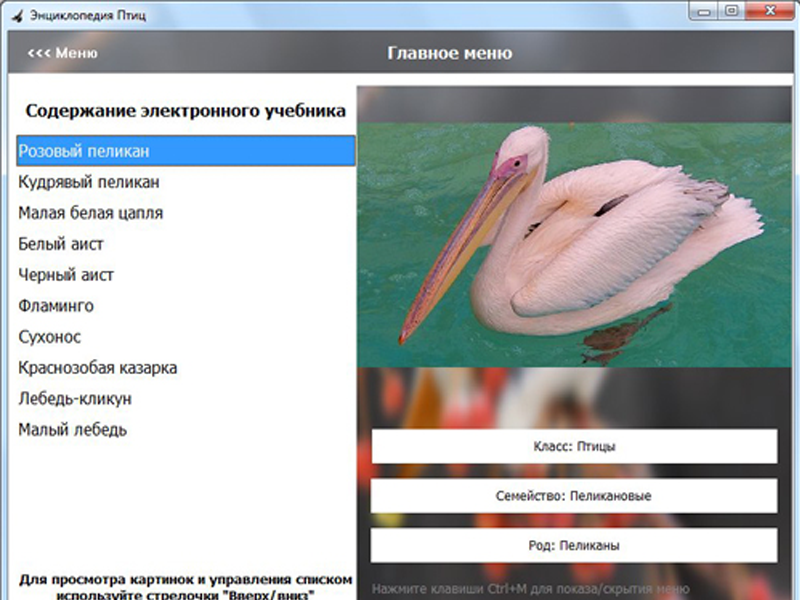 Энциклопедия Птиц
<<< Меню
Главное меню
Содержание электронного учебника
Розовый пеликан
Кудрявый пеликан
Малая белая цапля
Белый аист
Черный аист
Фламинго
Сухонос
Краснозобая казарка
Лебедь-кликун
Малый лебедь
Для просмотра картинок и управления списком
используйте стрелочки "Вверх/вниз"
Класс: Птицы
Семейство: Пеликановые
Род: Пеликаны
Нажмите клавиши Ctrl+M для показа/скрытия меню